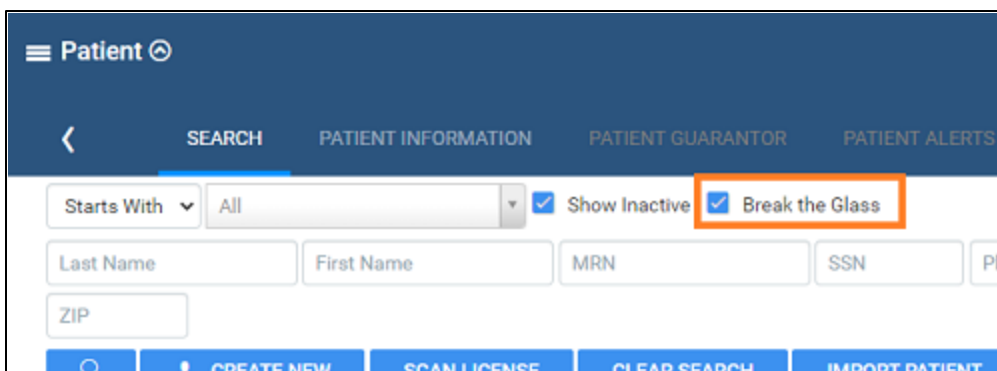 Patient
SEARCH PATIENT INFORMATION PATIENT GUARANTOR PATIENT ALERTS
Starts With All Show Inactive Break the Glass
Last Name First Name MRN SSN
ZIP
CREATE NEW SCAN LICENSE CLEAR SEARCH IMPORT PATIENT